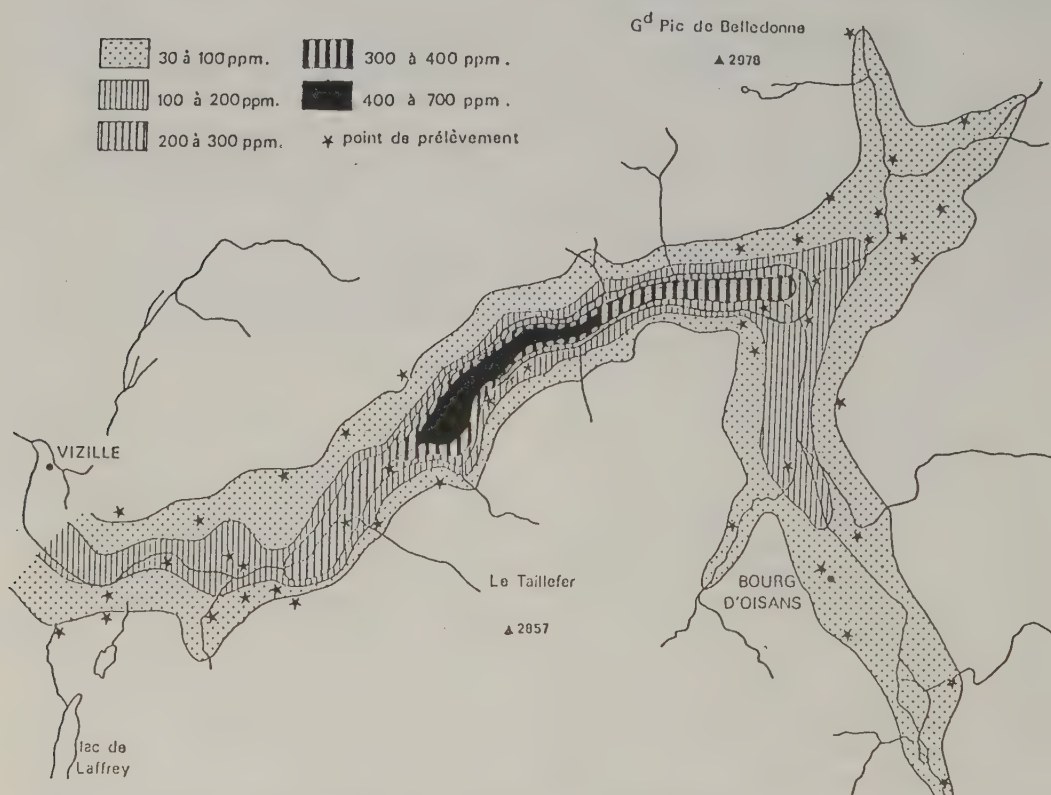 30 à 100 ppm.
100 à 200 ppm.
200 à 300 ppm.
300 à 400 ppm.
400 à 700 ppm.
point de prélèvement
Gd Pic de Belledonne
2978
VIZILLE
Le Taillefer
2857
BOURG
D'OISANS
lac de
Laffrey